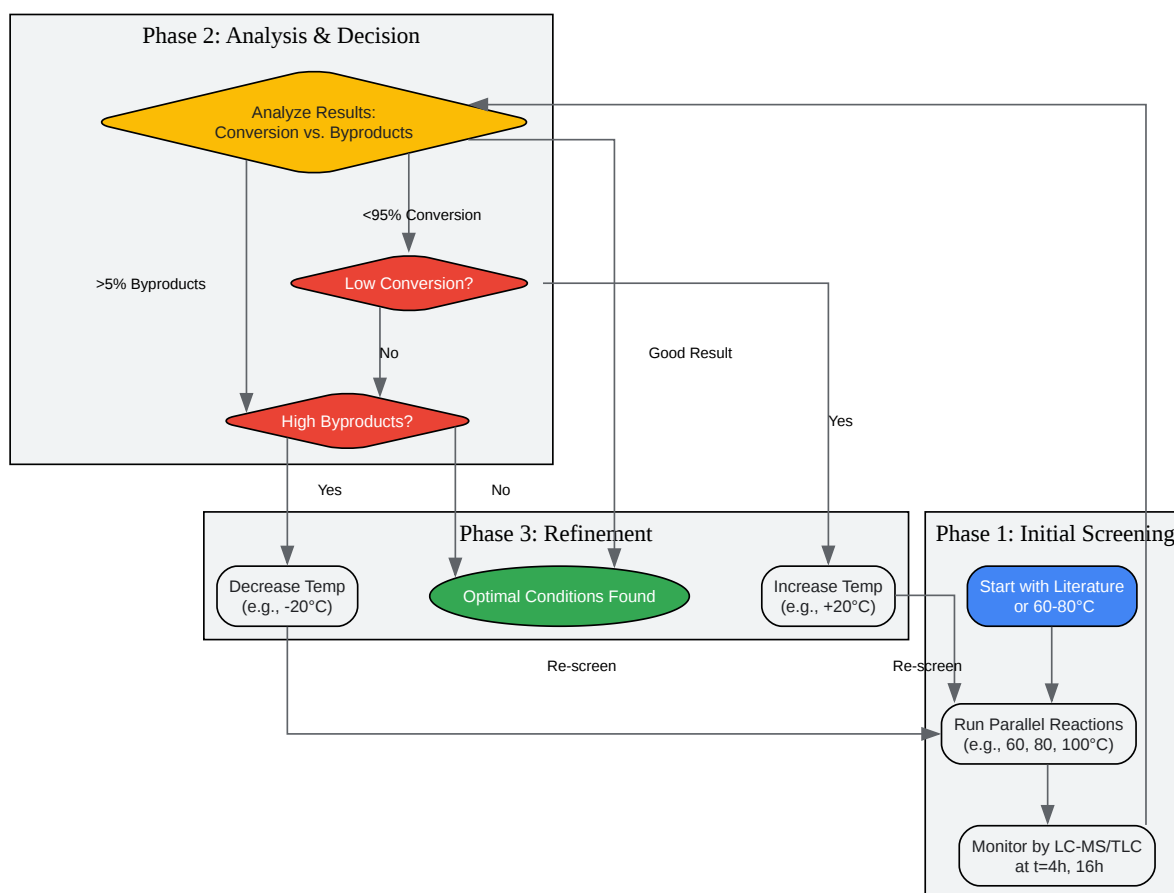 Phase 2: Analysis & Decision
Analyze Results:
Conversion vs. Byproducts
<95% Conversion
>5% Byproducts
Low Conversion?
No
Good Result
High Byproducts?
Yes
Yes
No
Phase 3: Refinement
Phase 1: Initial Screening
Decrease Temp
(e.g., -20°C)
Optimal Conditions Found
Increase Temp
(e.g., +20°C)
Start with Literature
or 60-80°C
Re-screen
Re-screen
Run Parallel Reactions
(e.g., 60, 80, 100°C)
Monitor by LC-MS/TLC
at t=4h, 16h